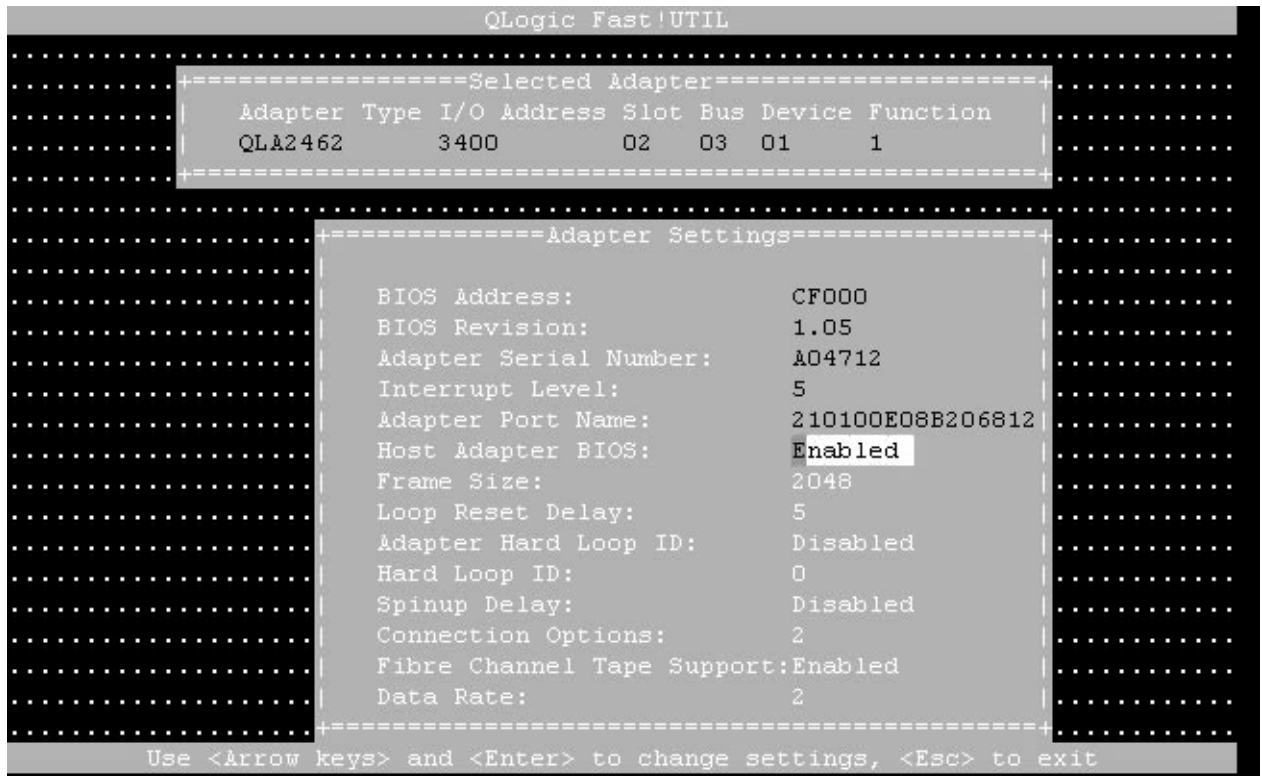 QLogic Fast!UTIL
Selected Adapter
Adapter Type I/O Address Slot Bus Device Function
QLA2462 3400 02 03 01 1
Adapter Settings
BIOS Address: CF000
BIOS Revision: 1.05
Adapter Serial Number: A04712
Interrupt Level: 5
Adapter Port Name: 210100E08B206812
Host Adapter BIOS: Enabled
Frame Size: 2048
Loop Reset Delay: 5
Adapter Hard Loop ID: Disabled
Hard Loop ID: 0
Spinup Delay: Disabled
Connection Options: 2
Fibre Channel Tape Support:Enabled
Data Rate: 2
Use <Arrow keys> and <Enter> to change settings, <Esc> to exit